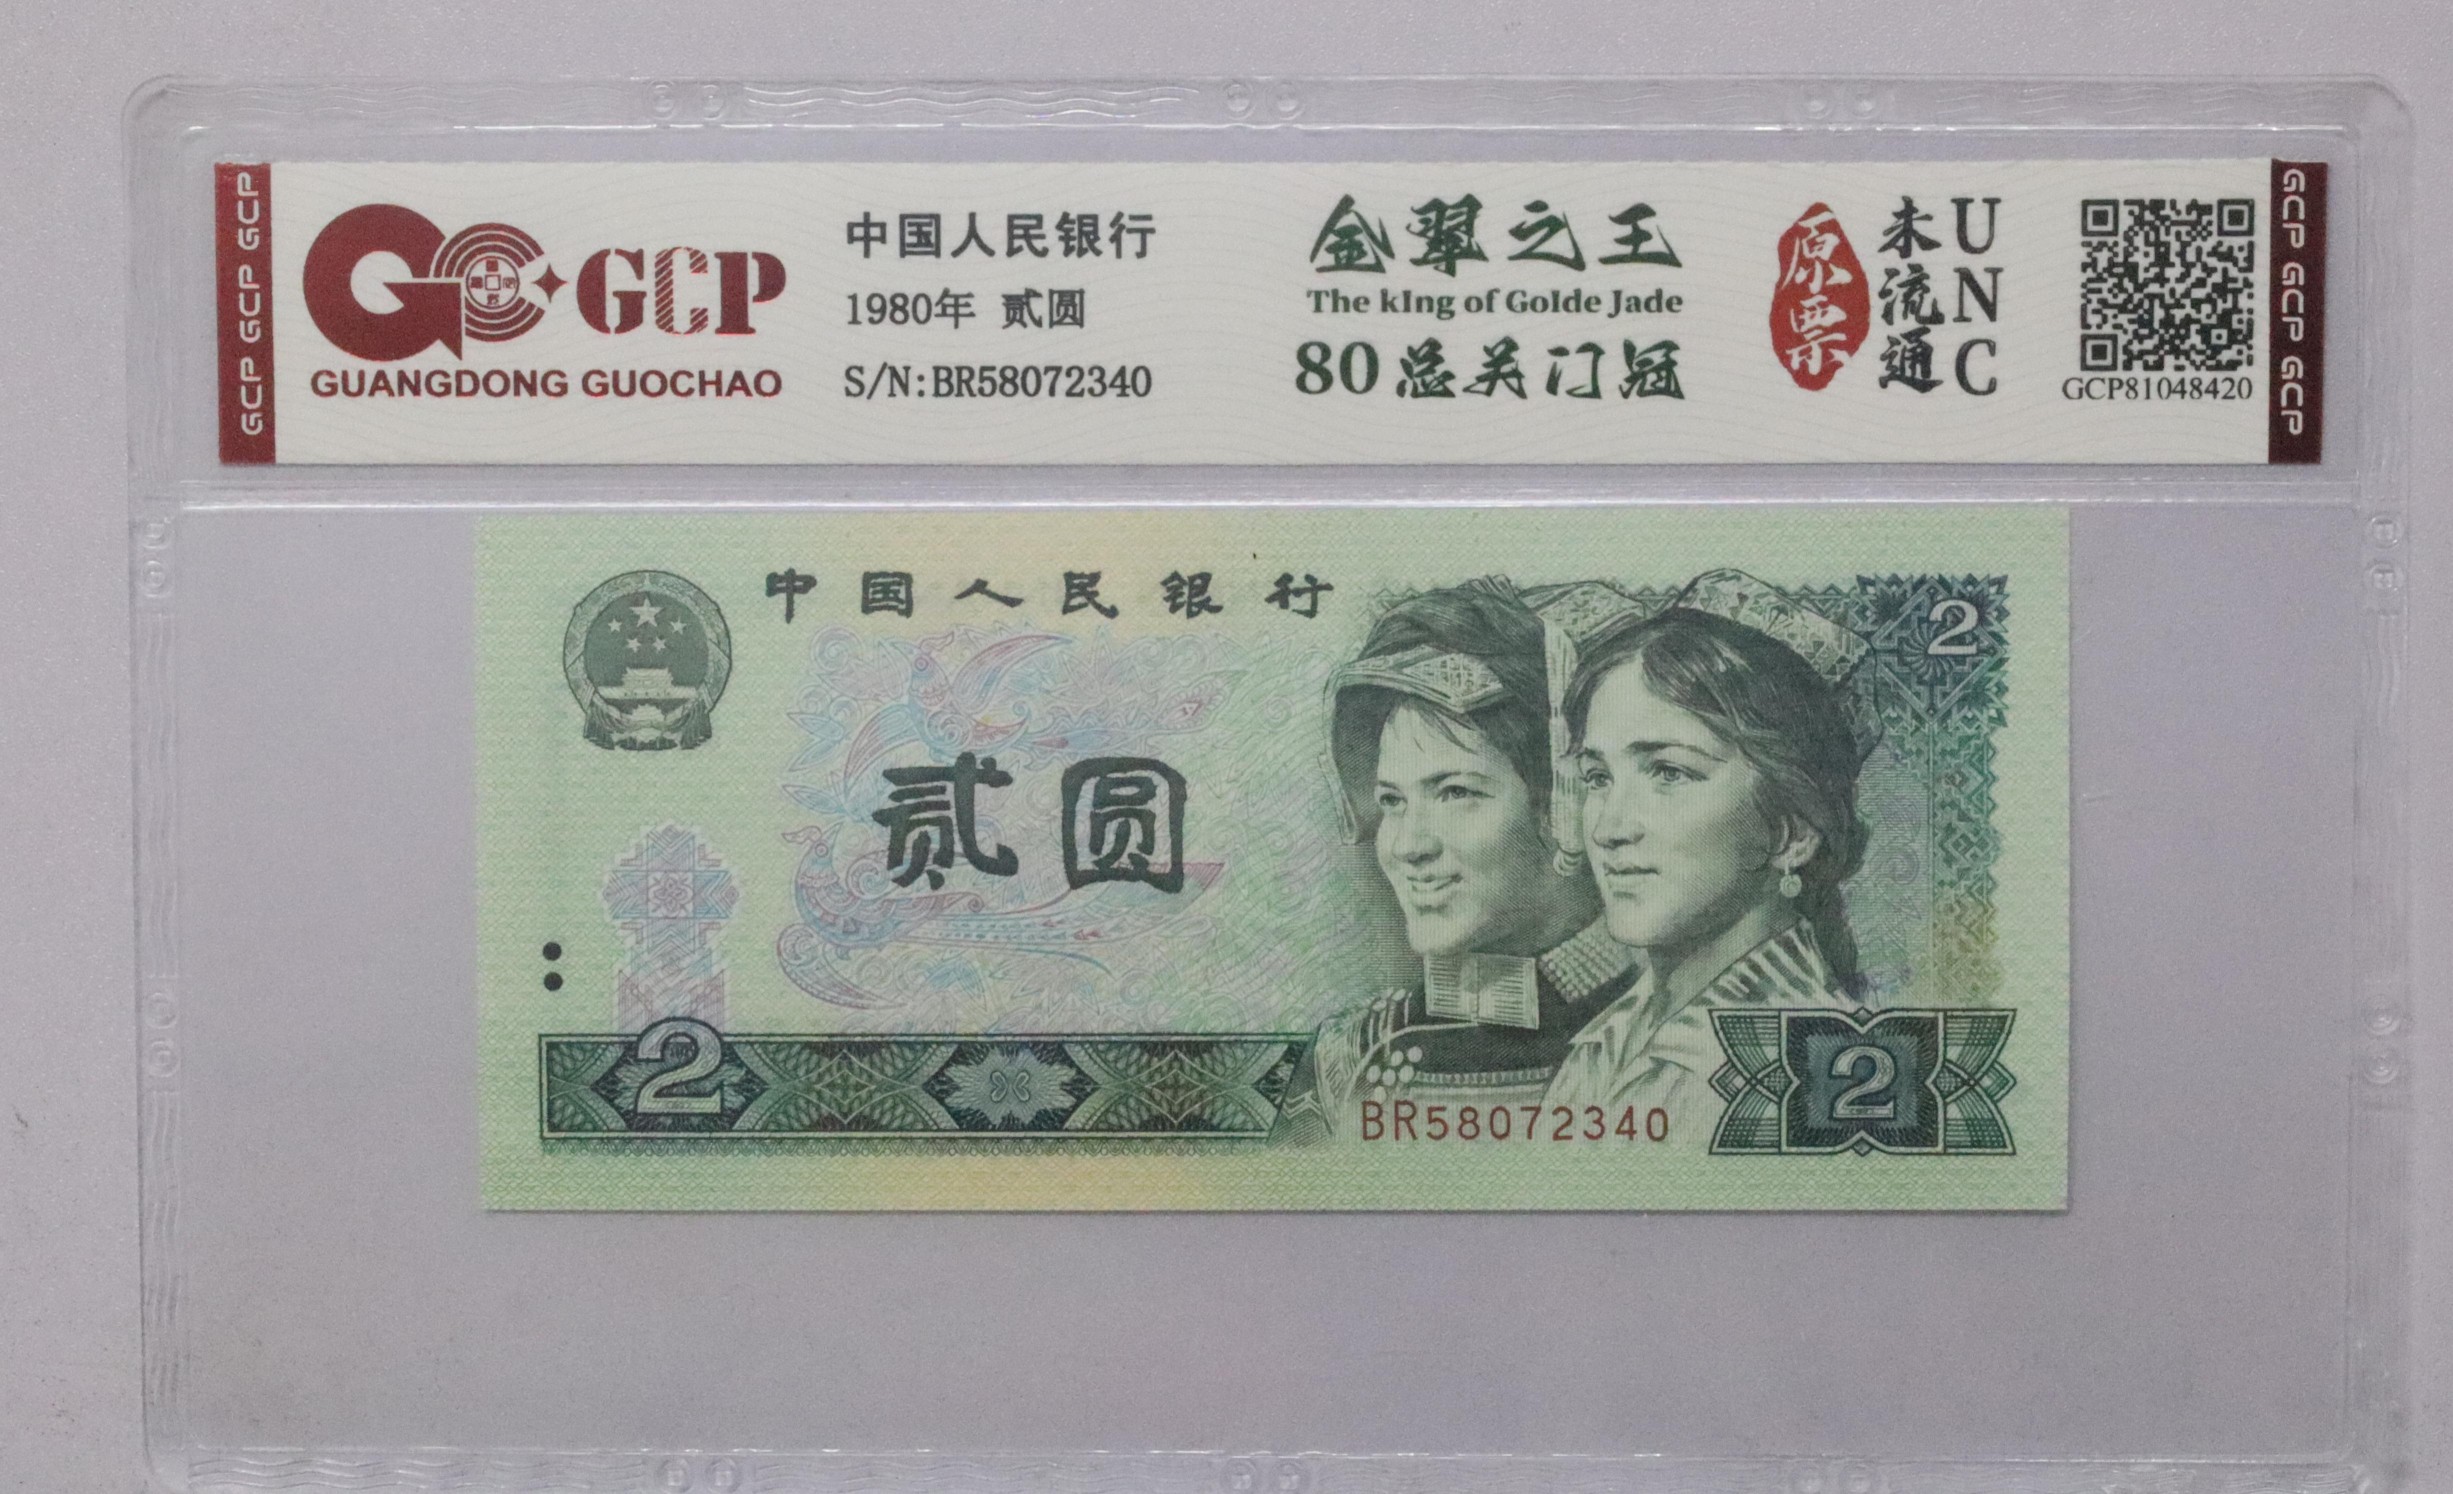 GCP GCP GCP
GCP
GUANGDONG GUOCHAO
中国人民银行
1980年 贰圆
S/N:BR58072340
金翠之王
The kIng of Golde Jade
80总关门冠
原票
未流通
UNC
GCP81048420
GCP GCP GCP
中国人民银行
2
贰圆
2
BR58072340
2